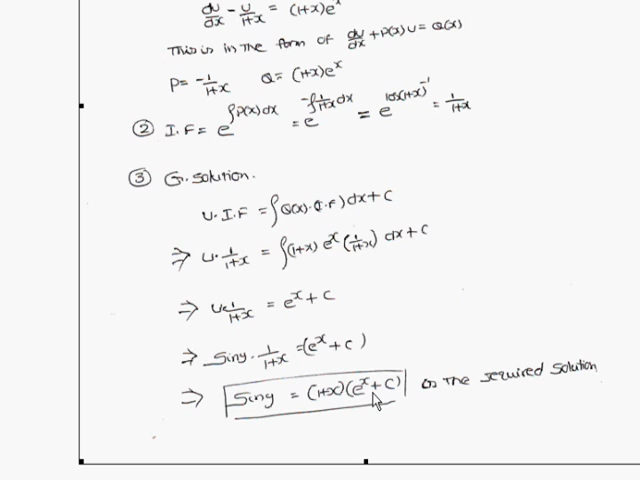 du/dx - u/1+x = (1+x)e^x
This is in the form of du/dx + P(x)u = Q(x)
P = -1/1+x Q = (1+x)e^x
② I.F = e^∫P(x)dx = e^-∫1/1+x dx = e^log(1+x)^-1 = 1/1+x
③ G. Solution.
U. I.F = ∫Q(x).(I.F)dx + C
⇒ U. 1/1+x = ∫(1+x) e^x (1/1+x) dx + C
⇒ U. 1/1+x = e^x + C
⇒ Siny. 1/1+x = (e^x + C)
⇒ Siny = (1+x)(e^x + C) is the required solution